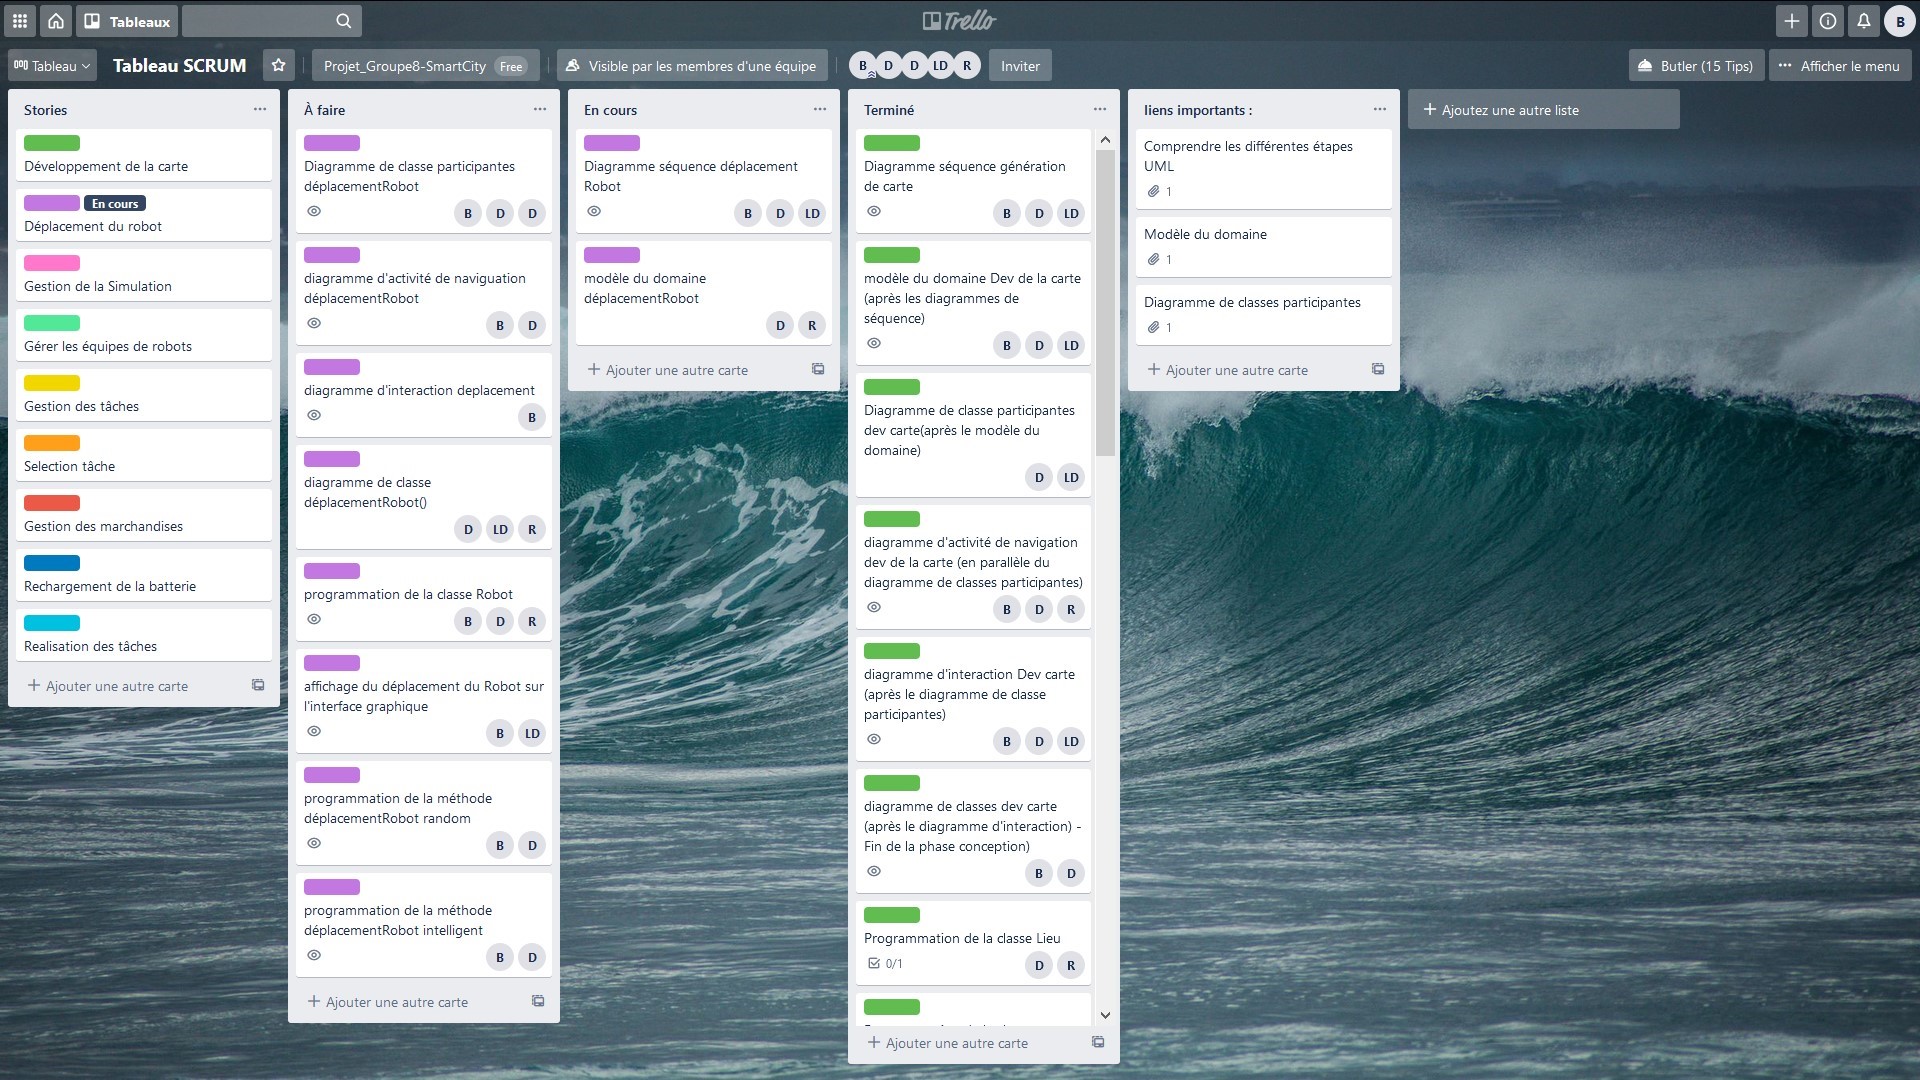 Tableaux
Trello
B
Tableau
Tableau SCRUM
Projet_Groupe8-SmartCity Free
Visible par les membres d'une équipe
B D D LD R
Inviter
Butler (15 Tips)
Afficher le menu
Stories
Développement de la carte
En cours
Déplacement du robot
Gestion de la Simulation
Gérer les équipes de robots
Gestion des tâches
Selection tâche
Gestion des marchandises
Rechargement de la batterie
Realisation des tâches
Ajouter une autre carte
À faire
Diagramme de classe participantes
déplacementRobot
B D D
diagramme d'activité de naviguation
déplacementRobot
B D
diagramme d'interaction deplacement
B
diagramme de classe
déplacementRobot()
D LD R
programmation de la classe Robot
B D R
affichage du déplacement du Robot sur
l'interface graphique
B LD
programmation de la méthode
déplacementRobot random
B D
programmation de la méthode
déplacementRobot intelligent
B D
Ajouter une autre carte
En cours
Diagramme séquence déplacement
Robot
B D LD
modèle du domaine
déplacementRobot
D R
Ajouter une autre carte
Terminé
Diagramme séquence génération
de carte
B D LD
modèle du domaine Dev de la carte
(après les diagrammes de
séquence)
B D LD
Diagramme de classe participantes
dev carte(après le modèle du
domaine)
D LD
diagramme d'activité de navigation
dev de la carte (en parallèle du
diagramme de classes participantes)
B D R
diagramme d'interaction Dev carte
(après le diagramme de classe
participantes)
B D LD
diagramme de classes dev carte
(après le diagramme d'interaction) -
Fin de la phase conception)
B D
Programmation de la classe Lieu
0/1
D R
Ajouter une autre carte
liens importants :
Comprendre les différentes étapes
UML
1
Modèle du domaine
1
Diagramme de classes participantes
1
Ajouter une autre carte
Ajoutez une autre liste